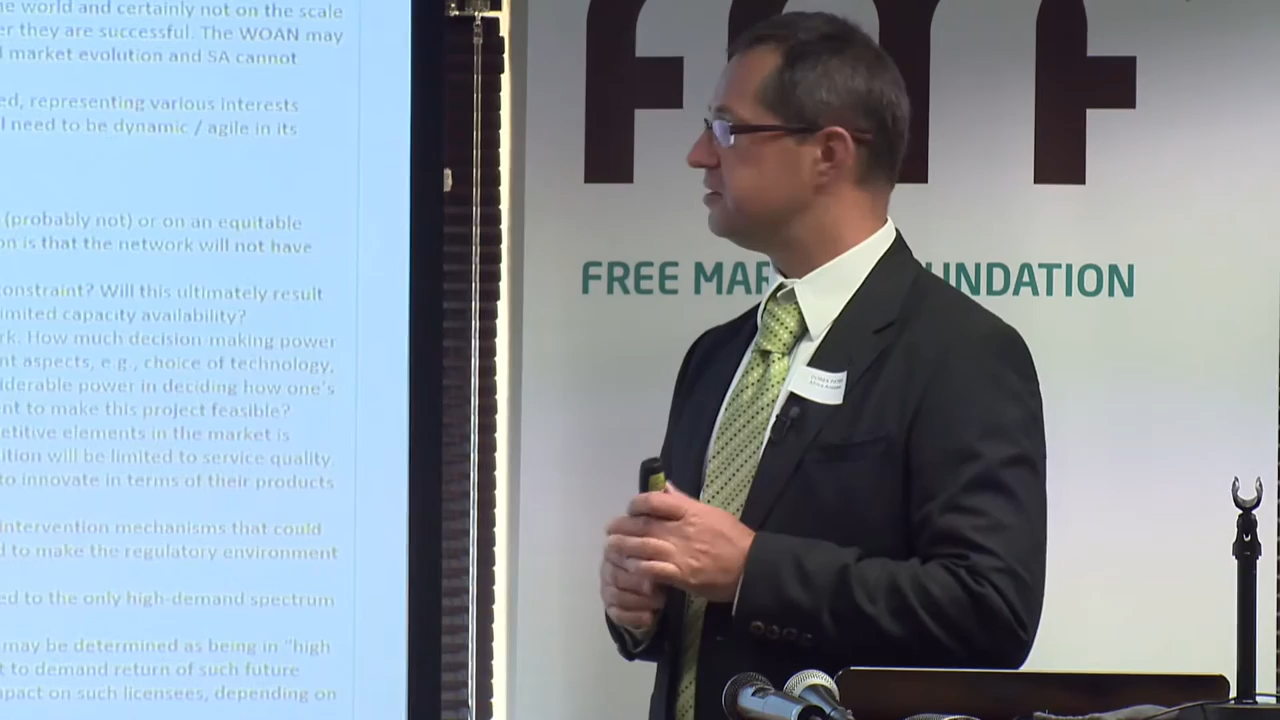 e world and certainly not on the scale
er they are successful. The WOAN may
market evolution and SA cannot
ed, representing various interests
need to be dynamic / agile in its
(probably not) or on an equitable
on is that the network will not have
constraint? Will this ultimately result
imited capacity availability?
rk. How much decision making power
nt aspects, e.g., choice of technology,
iderable power in deciding how one's
ent to make this project feasible?
etitive elements in the market is
ition will be limited to service quality
to innovate in terms of their products
intervention mechanisms that could
d to make the regulatory environment
ed to the only high-demand spectrum
may be determined as being in "high
t to demand return of such future
mpact on such licensees, depending on
FMF
FREE MAR UNDATION